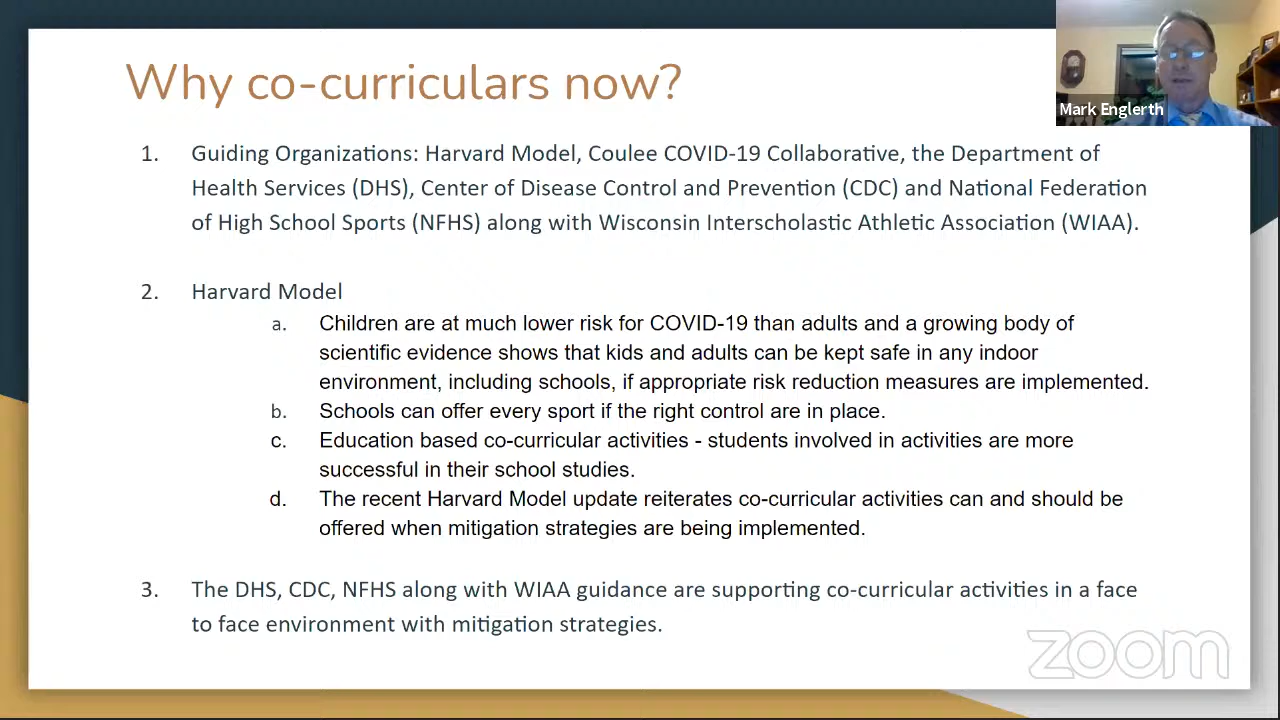 Why co-curriculars now?
Mark Englerth
1. Guiding Organizations: Harvard Model, Coulee COVID-19 Collaborative, the Department of
Health Services (DHS), Center of Disease Control and Prevention (CDC) and National Federation
of High School Sports (NFHS) along with Wisconsin Interscholastic Athletic Association (WIAA).
2. Harvard Model
a. Children are at much lower risk for COVID-19 than adults and a growing body of
scientific evidence shows that kids and adults can be kept safe in any indoor
environment, including schools, if appropriate risk reduction measures are implemented.
b. Schools can offer every sport if the right control are in place.
c. Education based co-curricular activities - students involved in activities are more
successful in their school studies.
d. The recent Harvard Model update reiterates co-curricular activities can and should be
offered when mitigation strategies are being implemented.
3. The DHS, CDC, NFHS along with WIAA guidance are supporting co-curricular activities in a face
to face environment with mitigation strategies.
zoom